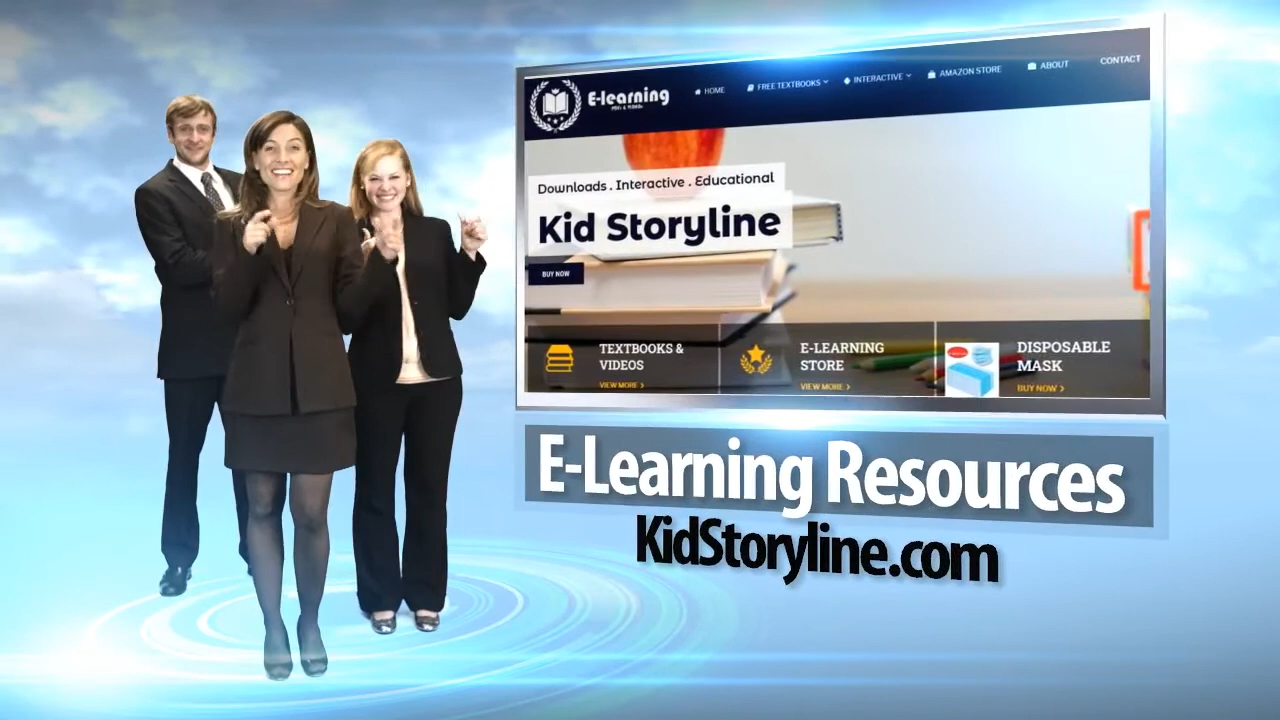 E-learning
HOME
FREE TEXTBOOKS
INTERACTIVE
AMAZON STORE
ABOUT
CONTACT
Downloads . Interactive . Educational
Kid Storyline
BUY NOW
TEXTBOOKS &
VIDEOS
VIEW MORE >
E-LEARNING
STORE
VIEW MORE >
DISPOSABLE
MASK
BUY NOW >
E-Learning Resources
KidStoryline.com